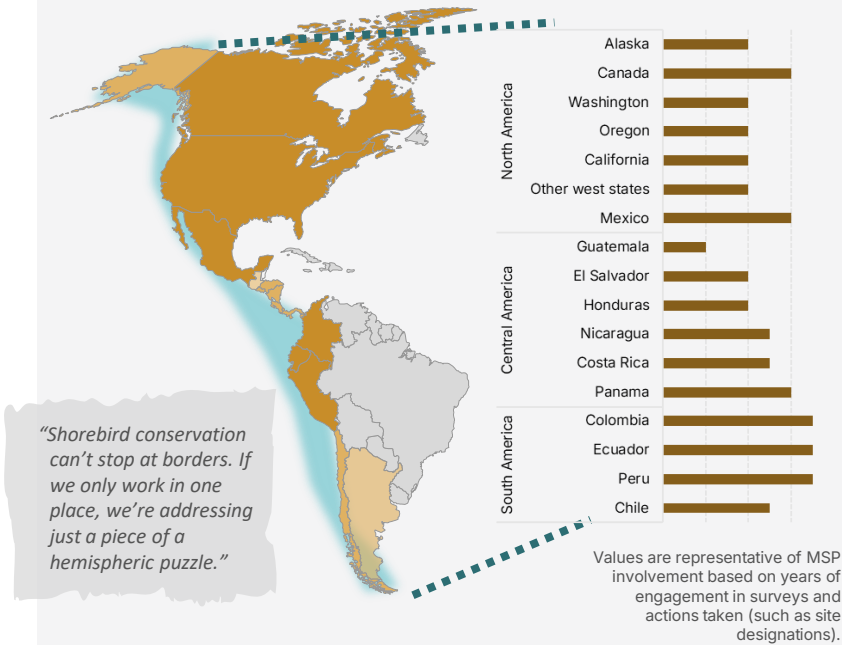 North America
Alaska
Canada
Washington
Oregon
California
Other west states
Mexico
Central America
Guatemala
El Salvador
Honduras
Nicaragua
Costa Rica
Panama
South America
Colombia
Ecuador
Peru
Chile
“Shorebird conservation
can’t stop at borders. If
we only work in one
place, we’re addressing
just a piece of a
hemispheric puzzle.”
Values are representative of MSP
involvement based on years of
engagement in surveys and
actions taken (such as site
designations).